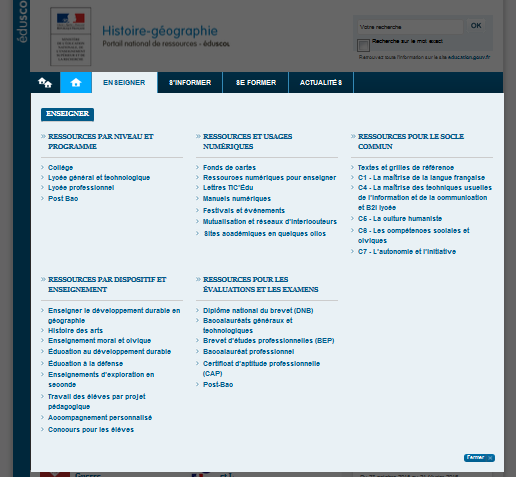 éduscol
Histoire-géographie
Portail national de ressources - éduscol
Votre recherche
OK
Recherche sur le mot exact
Retrouvez toute l'information sur le site education.gouv.fr
ENSEIGNER
S'INFORMER
SE FORMER
ACTUALITÉS
ENSEIGNER
» RESSOURCES PAR NIVEAU ET
PROGRAMME
Collège
Lycée général et technologique
Lycée professionnel
Post Bao
» RESSOURCES ET USAGES
NUMÉRIQUES
Fonds de cartes
Ressources numériques pour enseigner
Lettres TIC'Édu
Manuels numériques
Festivals et événements
Mutualisation et réseaux d'interlocuteurs
Sites académiques en quelques clics
» RESSOURCES POUR LE SOCLE
COMMUN
Textes et grilles de référence
C1 - La maîtrise de la langue française
C4 - La maîtrise des techniques usuelles
de l'information et de la communication
et B2i lycée
C5 - La culture humaniste
C6 - Les compétences sociales et
civiques
C7 - L'autonomie et l'initiative
» RESSOURCES PAR DISPOSITIF ET
ENSEIGNEMENT
Enseigner le développement durable en
géographie
Histoire des arts
Enseignement moral et civique
Éducation au développement durable
Éducation à la défense
Enseignements d'exploration en
seconde
Travail des élèves par projet
pédagogique
Accompagnement personnalisé
Concours pour les élèves
» RESSOURCES POUR LES
ÉVALUATIONS ET LES EXAMENS
Diplôme national du brevet (DNB)
Baccalauréats généraux et
technologiques
Brevet d'études professionnelles (BEP)
Baccalauréat professionnel
Certificat d'aptitude professionnelle
(CAP)
Post-Bao
Fermer